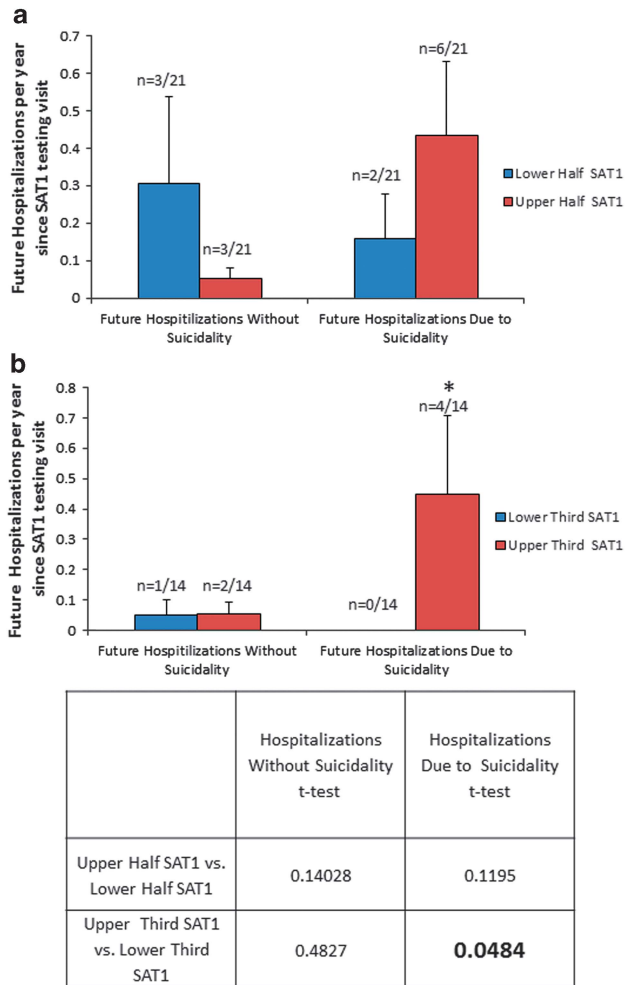 a
Future Hospitalizations per year
since SAT1 testing visit
0.7
0.6
0.5
0.4
0.3
0.2
0.1
0
n=3/21
n=3/21
n=2/21
n=6/21
Lower Half SAT1
Upper Half SAT1
Future Hospitilizations Without
Suicidality
Future Hospitalizations Due to
Suicidality
b
Future Hospitalizations per year
since SAT1 testing visit
0.8
0.7
0.6
0.5
0.4
0.3
0.2
0.1
0
n=1/14
n=2/14
n=0/14
*
n=4/14
Lower Third SAT1
Upper Third SAT1
Future Hospitilizations Without
Suicidality
Future Hospitalizations Due to
Suicidality
Hospitalizations
Without Suicidality
t-test
Hospitalizations
Due to Suicidality
t-test
Upper Half SAT1 vs.
Lower Half SAT1
0.14028
0.1195
Upper Third SAT1
vs. Lower Third
SAT1
0.4827
0.0484